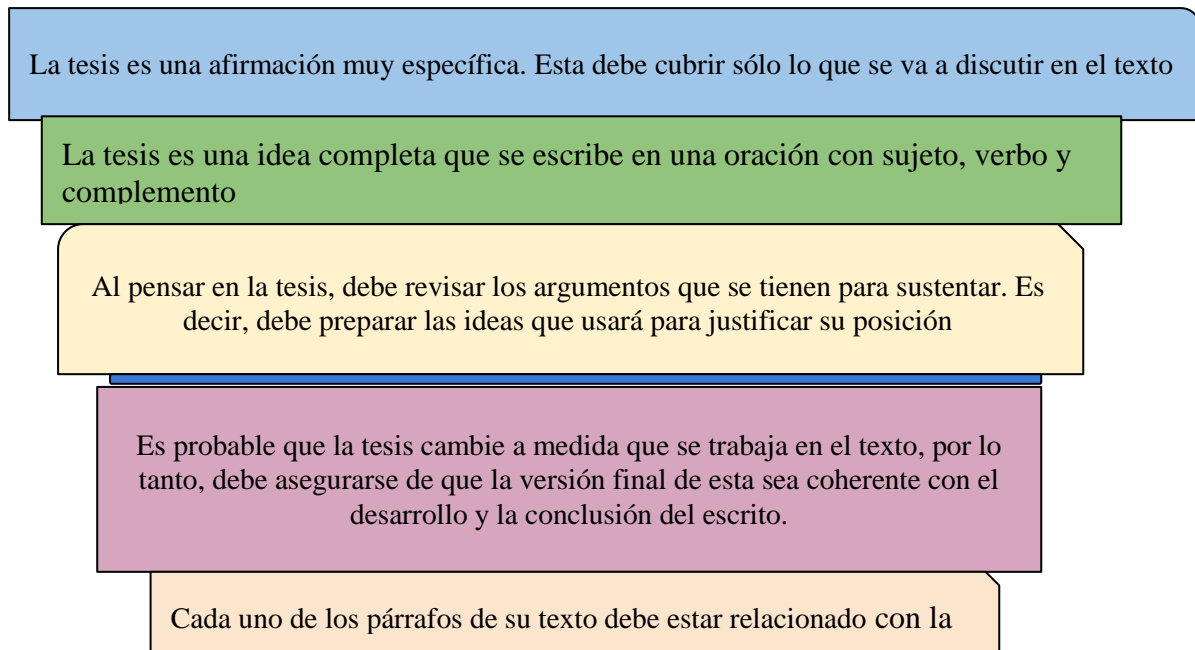 La tesis es una afirmación muy específica. Esta debe cubrir sólo lo que se va a discutir en el texto
La tesis es una idea completa que se escribe en una oración con sujeto, verbo y
complemento
Al pensar en la tesis, debe revisar los argumentos que se tienen para sustentar. Es
decir, debe preparar las ideas que usará para justificar su posición
Es probable que la tesis cambie a medida que se trabaja en el texto, por lo
tanto, debe asegurarse de que la versión final de esta sea coherente con el
desarrollo y la conclusión del escrito.
Cada uno de los párrafos de su texto debe estar relacionado con la